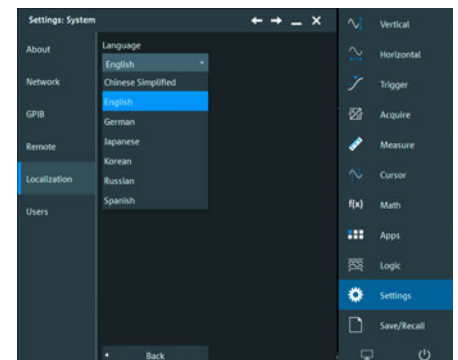 Settings: System
About
Network
GPIB
Remote
Localization
Users
Language
English
Chinese Simplified
English
German
Japanese
Korean
Russian
Spanish
Back
Vertical
Horizontal
Trigger
Acquire
Measure
Cursor
f(x) Math
Apps
Logic
Settings
Save/Recall